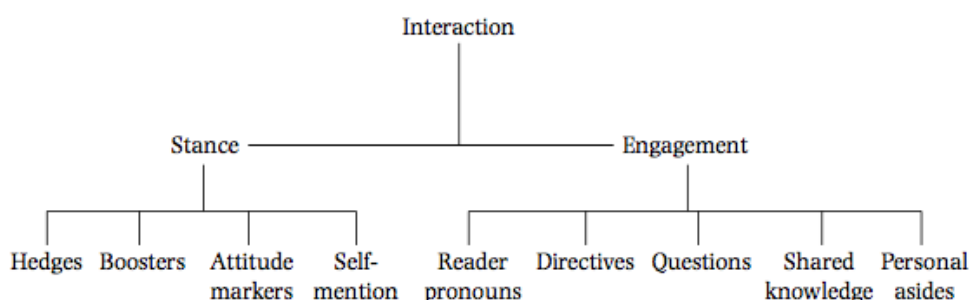 Interaction
Stance Engagement
Hedges Boosters Attitude Self- Reader Directives Questions Shared Personal
markers mention pronouns knowledge asides